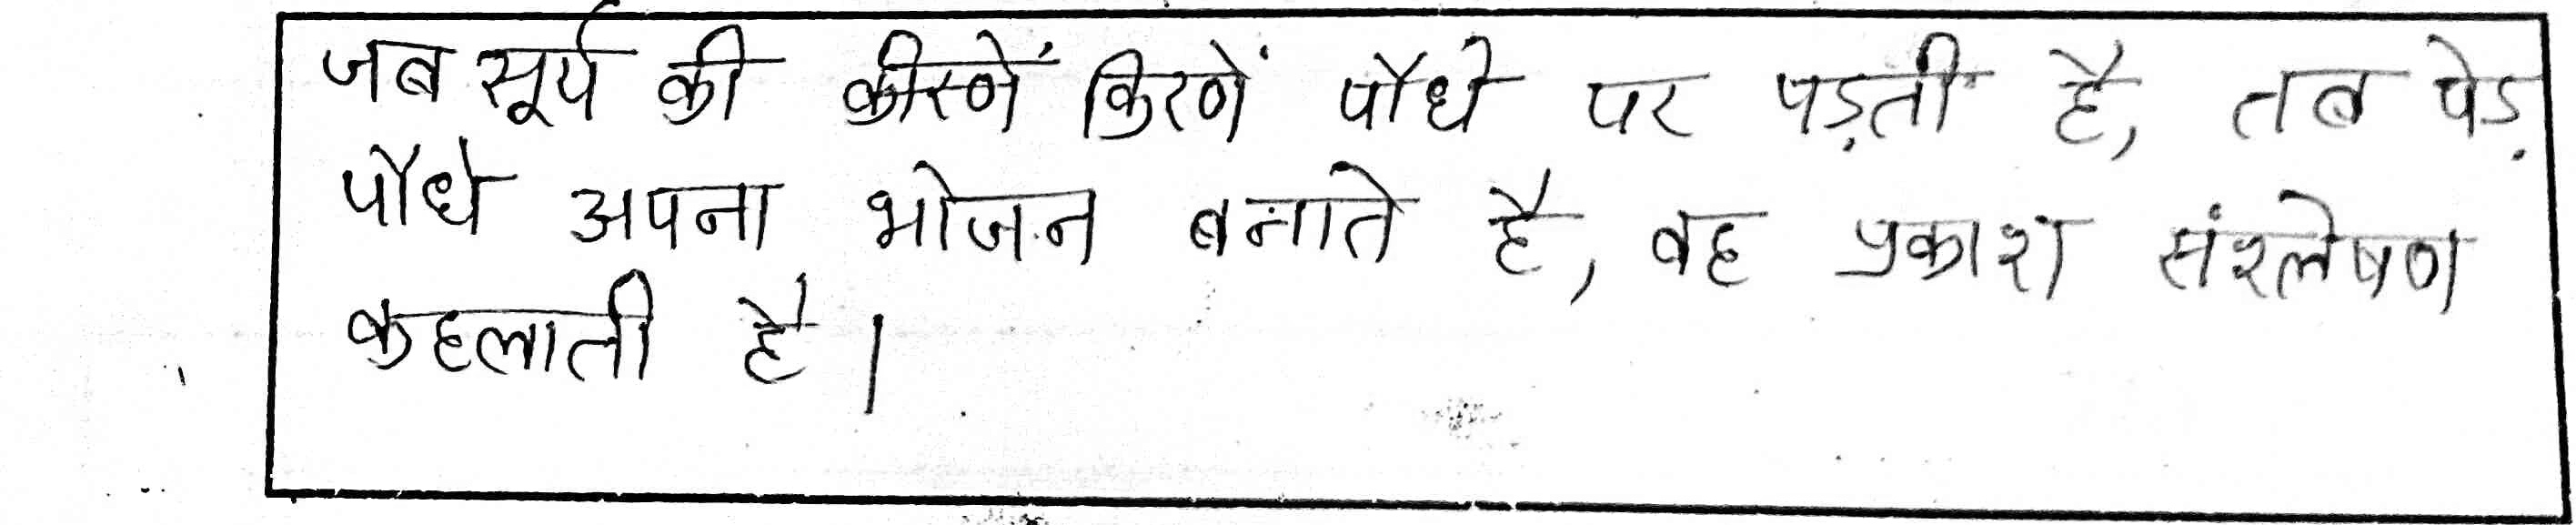 जब सूर्य की कीरणें किरणें पौधे पर पड़ती है, तब पेड़
पौधे अपना भोजन बनाते है, वह प्रकाश संश्लेषण
कहलाती है।